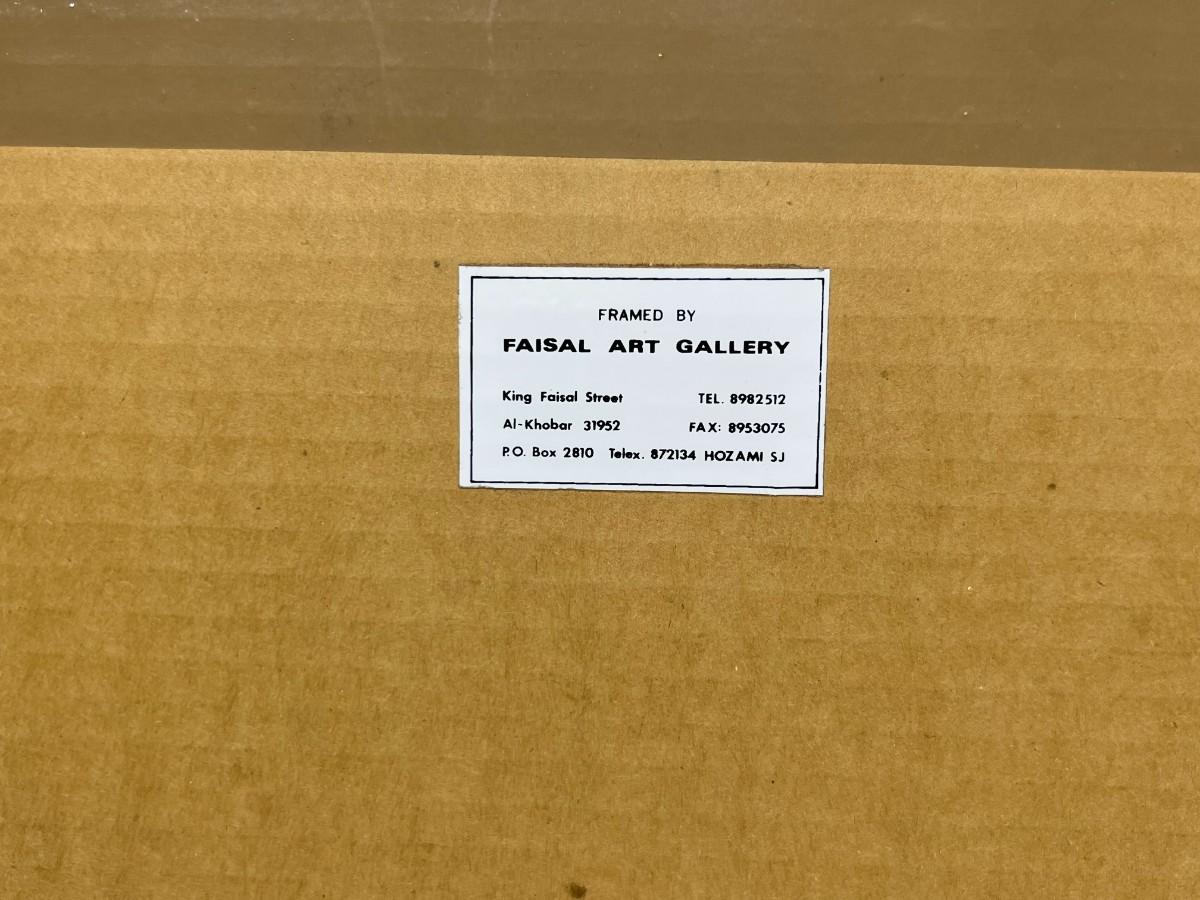 FRAMED BY
FAISAL ART GALLERY
King Faisal Street TEL. 8982512
Al-Khobar 31952 FAX: 8953075
P.O. Box 2810 Telex. 872134 HOZAMI SJ